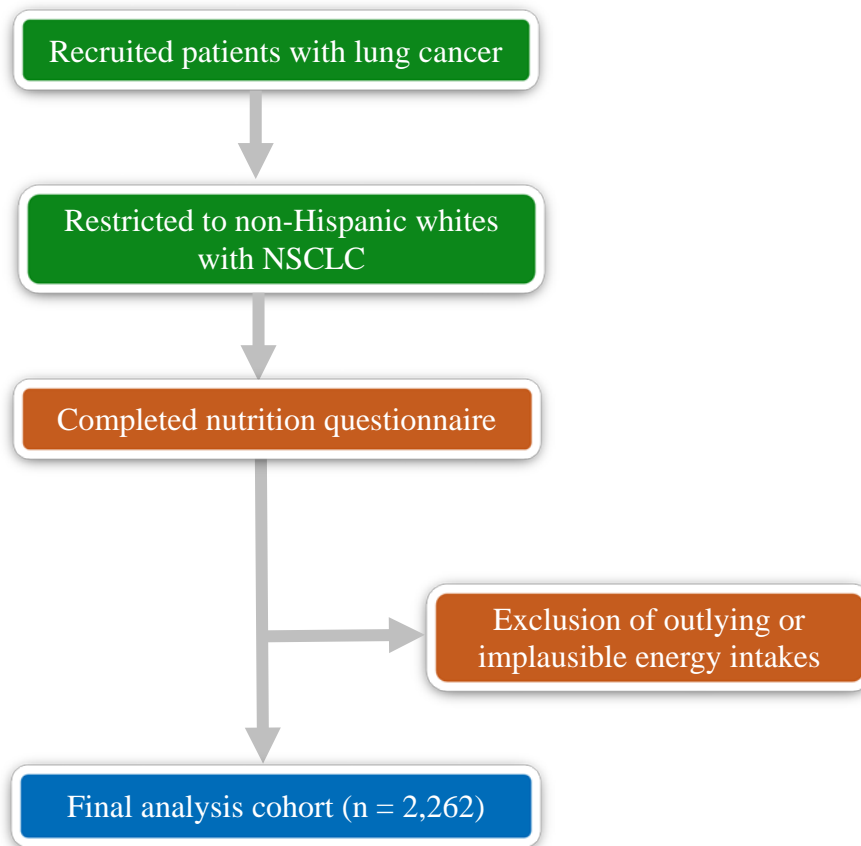 Recruited patients with lung cancer
Restricted to non-Hispanic whites
with NSCLC
Completed nutrition questionnaire
Exclusion of outlying or
implausible energy intakes
Final analysis cohort (n = 2,262)